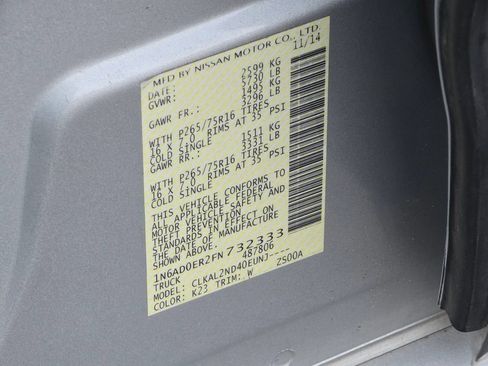 MFD BY NISSAN MOTOR CO., LTD.
DATE: 11/14
GVWR: 2599 KG
5730 LB
GAWR FR.: 1495 KG
3296 LB
WITH P265/75R16 TIRES
16 X 7.0 RIMS AT 35 PSI
COLD SINGLE
GAWR RR.: 1511 KG
3331 LB
WITH P265/75R16 TIRES
16 X 7.0 RIMS AT 35 PSI
COLD SINGLE
THIS VEHICLE CONFORMS TO
ALL APPLICABLE FEDERAL
MOTOR VEHICLE SAFETY AND
STANDARDS IN EFFECT ON
THE DATE OF MANUFACTURE
SHOWN ABOVE.
1N6AD0ER2FN732333
TRUCK 487806
MODEL: CLKAL2ND40EUNJ----
COLOR: K23 TRIM: W 2S00A